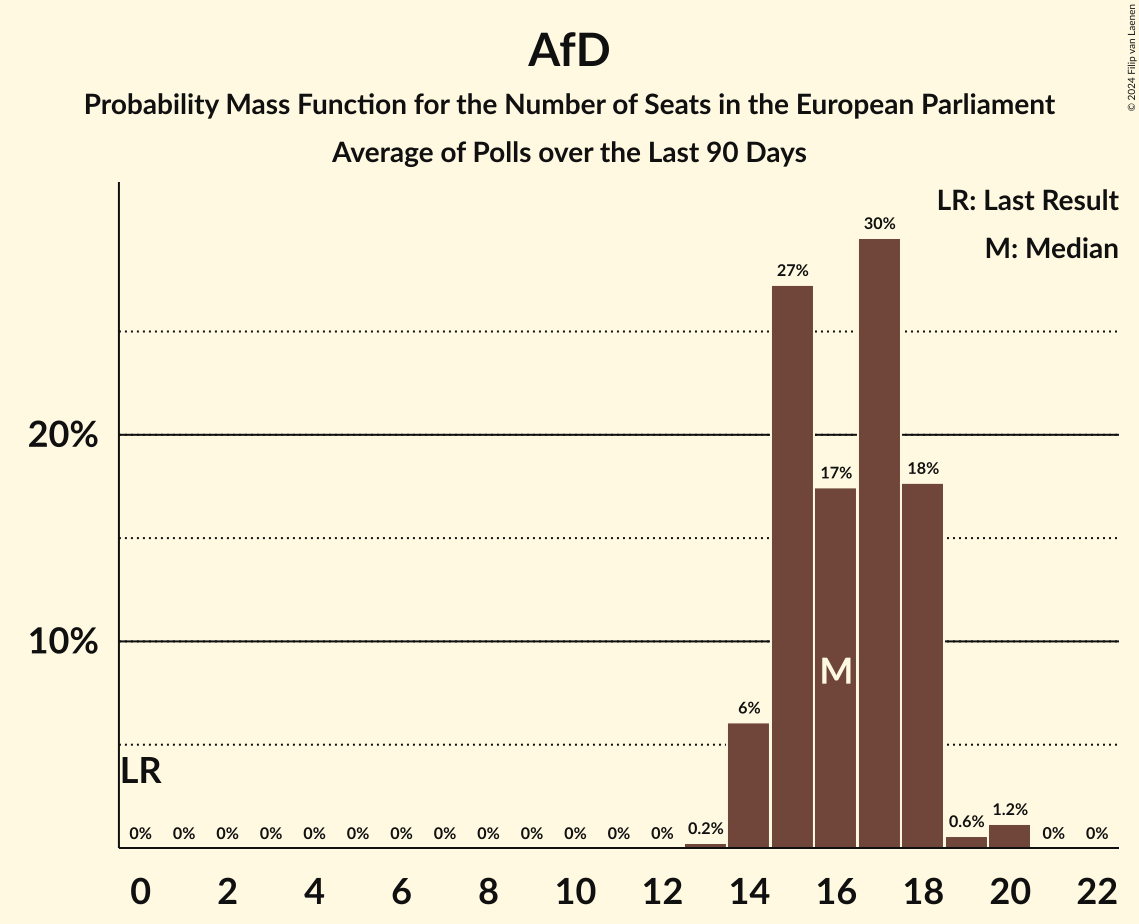 AfD
Probability Mass Function for the Number of Seats in the European Parliament
Average of Polls over the Last 90 Days
© 2024 Filip van Laenen
LR: Last Result
M: Median
30%
27%
20%
17%
18%
10%
M
6%
LR
0% 0% 0% 0% 0% 0% 0% 0% 0% 0% 0% 0% 0% 0.2% 0.6% 1.2% 0% 0%
0 2 4 6 8 10 12 14 16 18 20 22